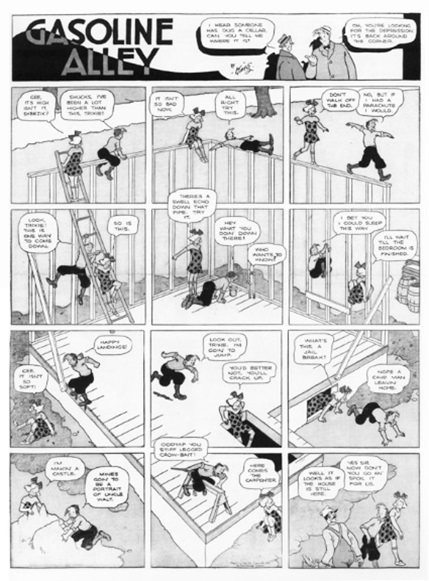 GASOLINE
ALLEY
BY
KING
I HEAR SOMEONE
HAS DUG A CELLAR,
CAN YOU TELL ME
WHERE IT IS?
OH, YOU'RE LOOKING
FOR THE DEPRESSION.
IT'S BACK AROUND
THE CORNER.
GEE,
IT'S HIGH
ISN'T IT
SKEEZIX?
SHUCKS, I'VE
BEEN A LOT
HIGHER THAN
THIS, TRIXIE!
IT ISN'T
SO BAD
NOW.
ALL
RIGHT
TRY
THIS.
DON'T
WALK OFF
THE END.
NO, BUT IF
I HAD A
PARACHUTE
I WOULD.
LOOK,
TRIXIE!
THIS IS
ONE WAY
TO COME
DOWN.
SO IS
THIS.
THERE'S A
SWELL ECHO
DOWN THAT
PIPE. TRY
IT.
HEY!
WHAT YOU
DOIN' DOWN
THERE?
WHO
WANTS TO
KNOW?
I BET YOU
I COULD SLEEP
THIS WAY.
I'LL WAIT
TILL THE
BEDROOM IS
FINISHED.
HAPPY
LANDINGS!
GEE,
IT ISN'T
SO
SOFT!
LOOK OUT,
TRIXIE! I'M
GOIN' TO
JUMP.
YOU'D BETTER
NOT. YOU'LL
CRACK UP.
WHAT'S
THIS, A
JAIL
BREAK?
NOPE, A
CAVE MAN
LEAVIN'
HOME.
I'M
MAKIN' A
CASTLE.
MINE'S
GOIN' TO
BE A
PORTRAIT
OF UNCLE
WALT.
GIDDYAP YOU
STIFF LEGGED
CROW-BAIT!
HERE
COMES
THE
CARPENTER.
WELL, IT
LOOKS AS IF
THE HOUSE
IS STILL
HERE.
YES SIR,
NOW DON'T
YOU GO AN'
SPOIL IT
FOR US.